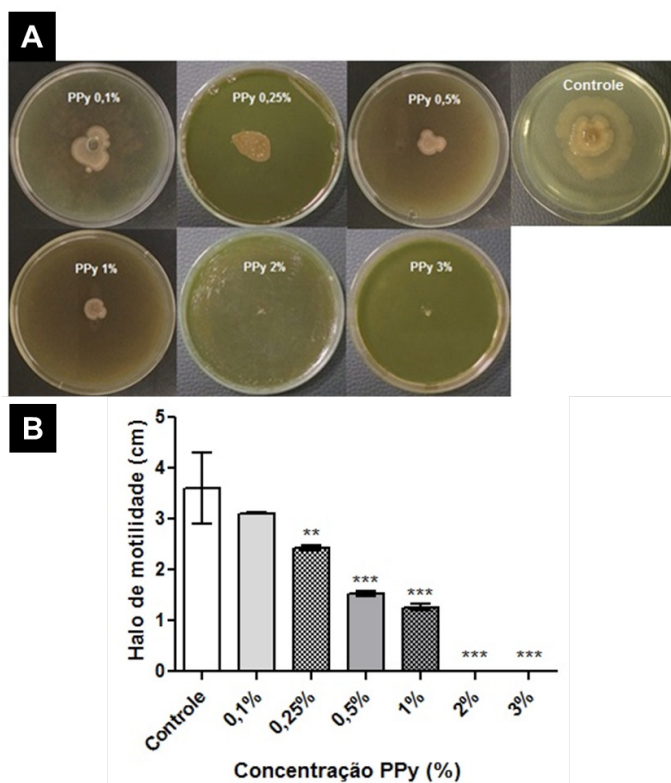 A
PPy 0,1%
PPy 0,25%
PPy 0,5%
Controle
PPy 1%
PPy 2%
PPy 3%
B
Halo de motilidade (cm)
5
4
3
2
1
0
**
***
***
***
***
Controle
0,1%
0,25%
0,5%
1%
2%
3%
Concentração PPy (%)